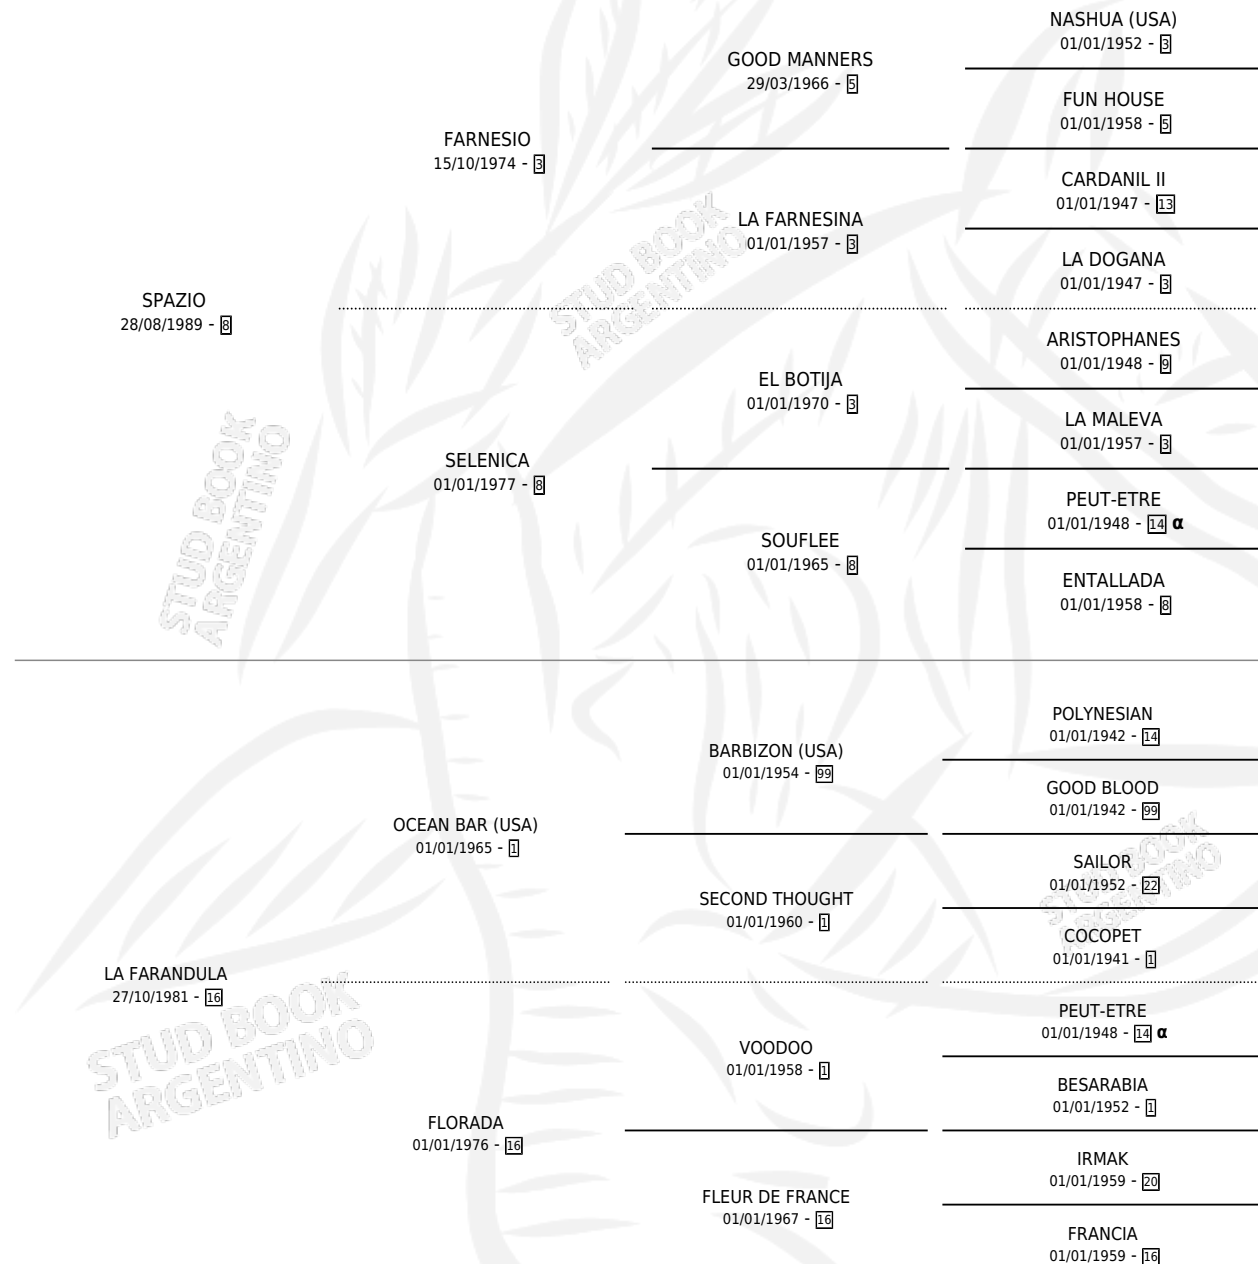 NASHUA (USA)
01/01/1952 - 3
GOOD MANNERS
29/03/1966 - 5
FUN HOUSE
01/01/1958 - 5
FARNESIO
15/10/1974 - 3
CARDANIL II
01/01/1947 - 13
LA FARNESINA
01/01/1957 - 3
LA DOGANA
01/01/1947 - 3
SPAZIO
28/08/1989 - 8
ARISTOPHANES
01/01/1948 - 9
EL BOTIJA
01/01/1970 - 3
LA MALEVA
01/01/1957 - 3
SELENICA
01/01/1977 - 8
PEUT-ETRE
01/01/1948 - 14 α
SOUFLEE
01/01/1965 - 8
ENTALLADA
01/01/1958 - 8
POLYNESIAN
01/01/1942 - 14
BARBIZON (USA)
01/01/1954 - 99
GOOD BLOOD
01/01/1942 - 99
OCEAN BAR (USA)
01/01/1965 - 1
SAILOR
01/01/1952 - 22
SECOND THOUGHT
01/01/1960 - 1
COCOPET
01/01/1941 - 1
LA FARANDULA
27/10/1981 - 16
PEUT-ETRE
01/01/1948 - 14 α
VOODOO
01/01/1958 - 1
BESARABIA
01/01/1952 - 1
FLORADA
01/01/1976 - 16
IRMAK
01/01/1959 - 20
FLEUR DE FRANCE
01/01/1967 - 16
FRANCIA
01/01/1959 - 16
STUD BOOK
ARGENTINO
STUD BOOK
ARGENTINO
STUD BOOK
ARGENTINO
STUD BOOK
ARGENTINO